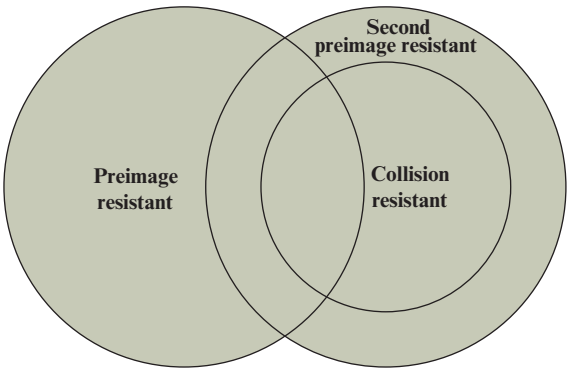 Second
preimage resistant
Preimage
resistant
Collision
resistant